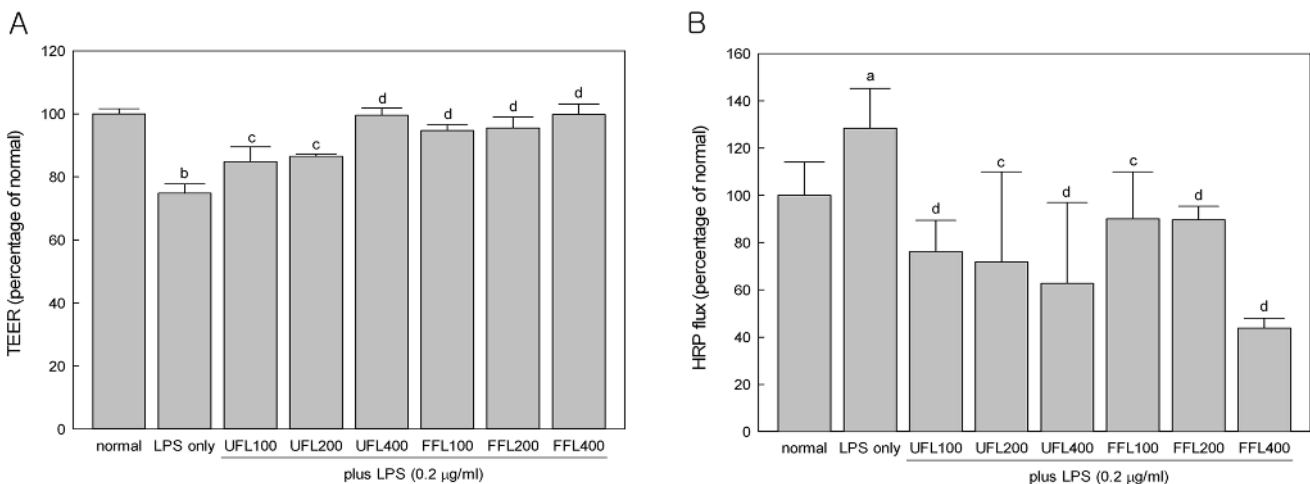 A
TEER (percentage of normal)
120
100
80
60
40
20
0
b
c
c
d
d
d
d
normal LPS only UFL100 UFL200 UFL400 FFL100 FFL200 FFL400
plus LPS (0.2 μg/ml)
B
HRP flux (percentage of normal)
160
140
120
100
80
60
40
20
0
a
d
c
d
c
d
d
normal LPS only UFL100 UFL200 UFL400 FFL100 FFL200 FFL400
plus LPS (0.2 μg/ml)